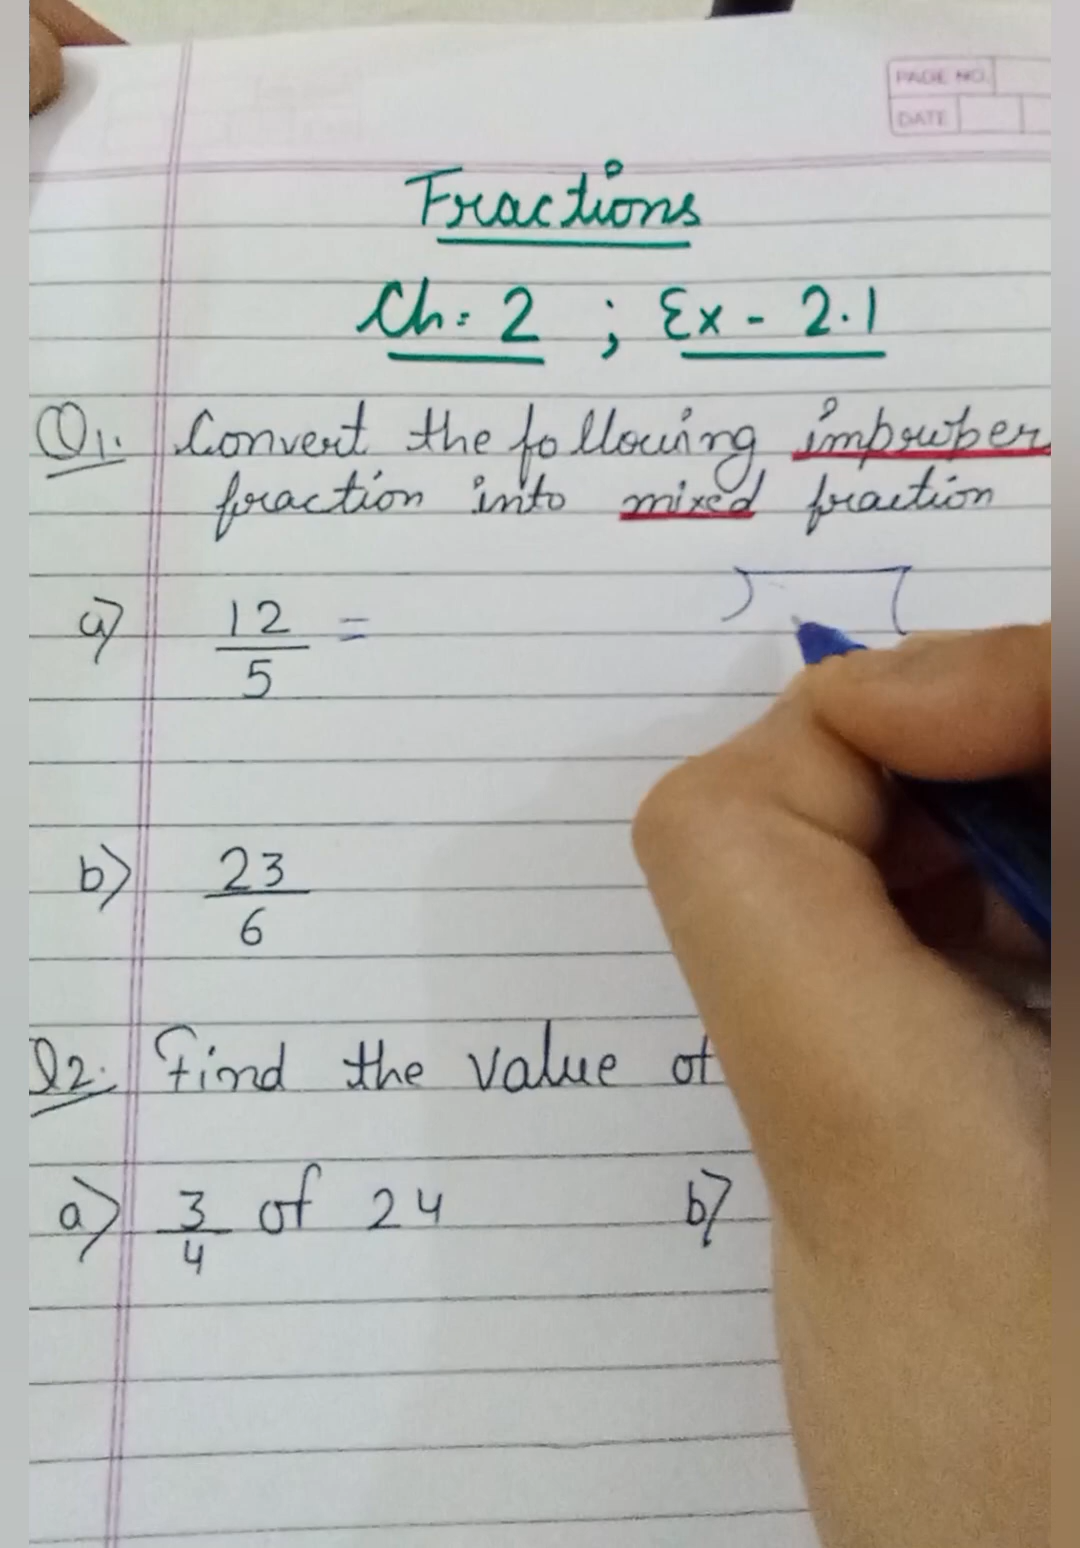 PAGE NO.
DATE
Fractions
Ch: 2 ; Ex - 2.1
Q1. Convert the following improper
fraction into mixed fraction
a) 12/5 =
b) 23/6
Q2. Find the value of
a) 3/4 of 24 b)